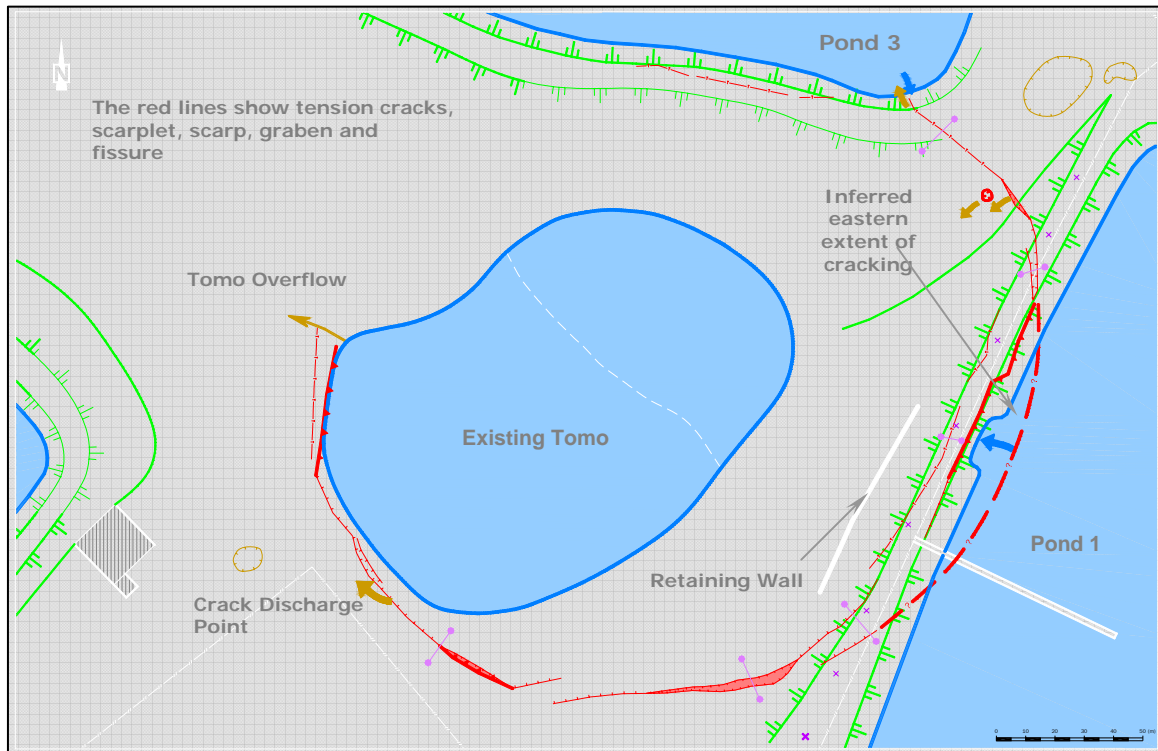 Pond 3
N
The red lines show tension cracks,
scarplet, scarp, graben and
fissure
Inferred
eastern
extent of
cracking
Tomo Overflow
Existing Tomo
Pond 1
Retaining Wall
Crack Discharge
Point
?
?
?
?
?
?
0 10 20 30 40 50 (m)